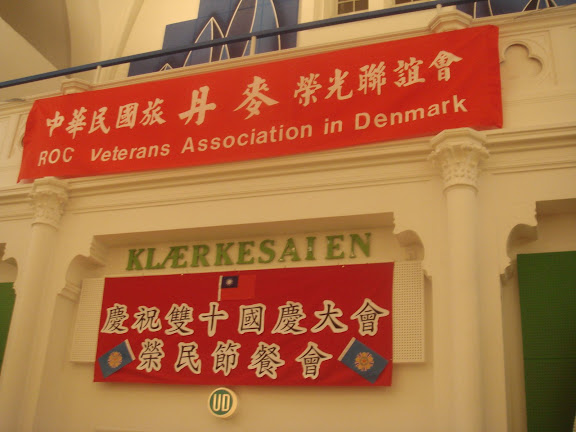 中華民國旅丹麥榮光聯誼會
ROC Veterans Association in Denmark
KLÆRKESALEN
慶祝雙十國慶大會
榮民節餐會
UD